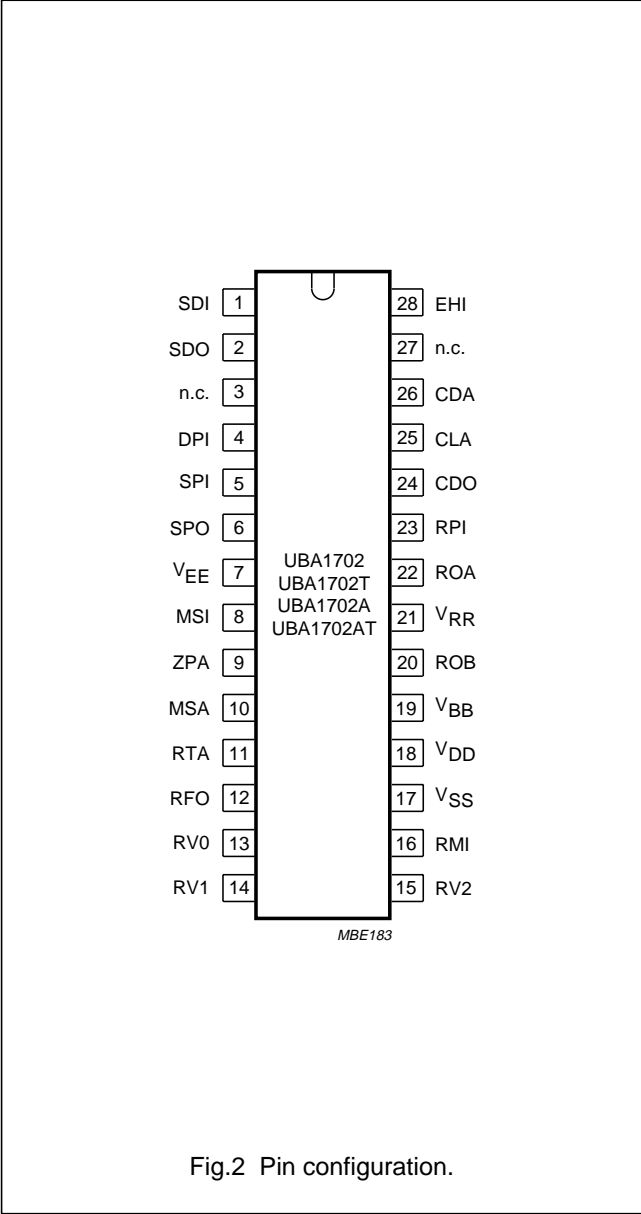 SDI 1 28 EHI
SDO 2 27 n.c.
n.c. 3 26 CDA
DPI 4 25 CLA
SPI 5 24 CDO
SPO 6 23 RPI
VEE 7 22 ROA
MSI 8 21 VRR
ZPA 9 20 ROB
MSA 10 19 VBB
RTA 11 18 VDD
RFO 12 17 VSS
RV0 13 16 RMI
RV1 14 15 RV2
UBA1702
UBA1702T
UBA1702A
UBA1702AT
MBE183
Fig.2 Pin configuration.